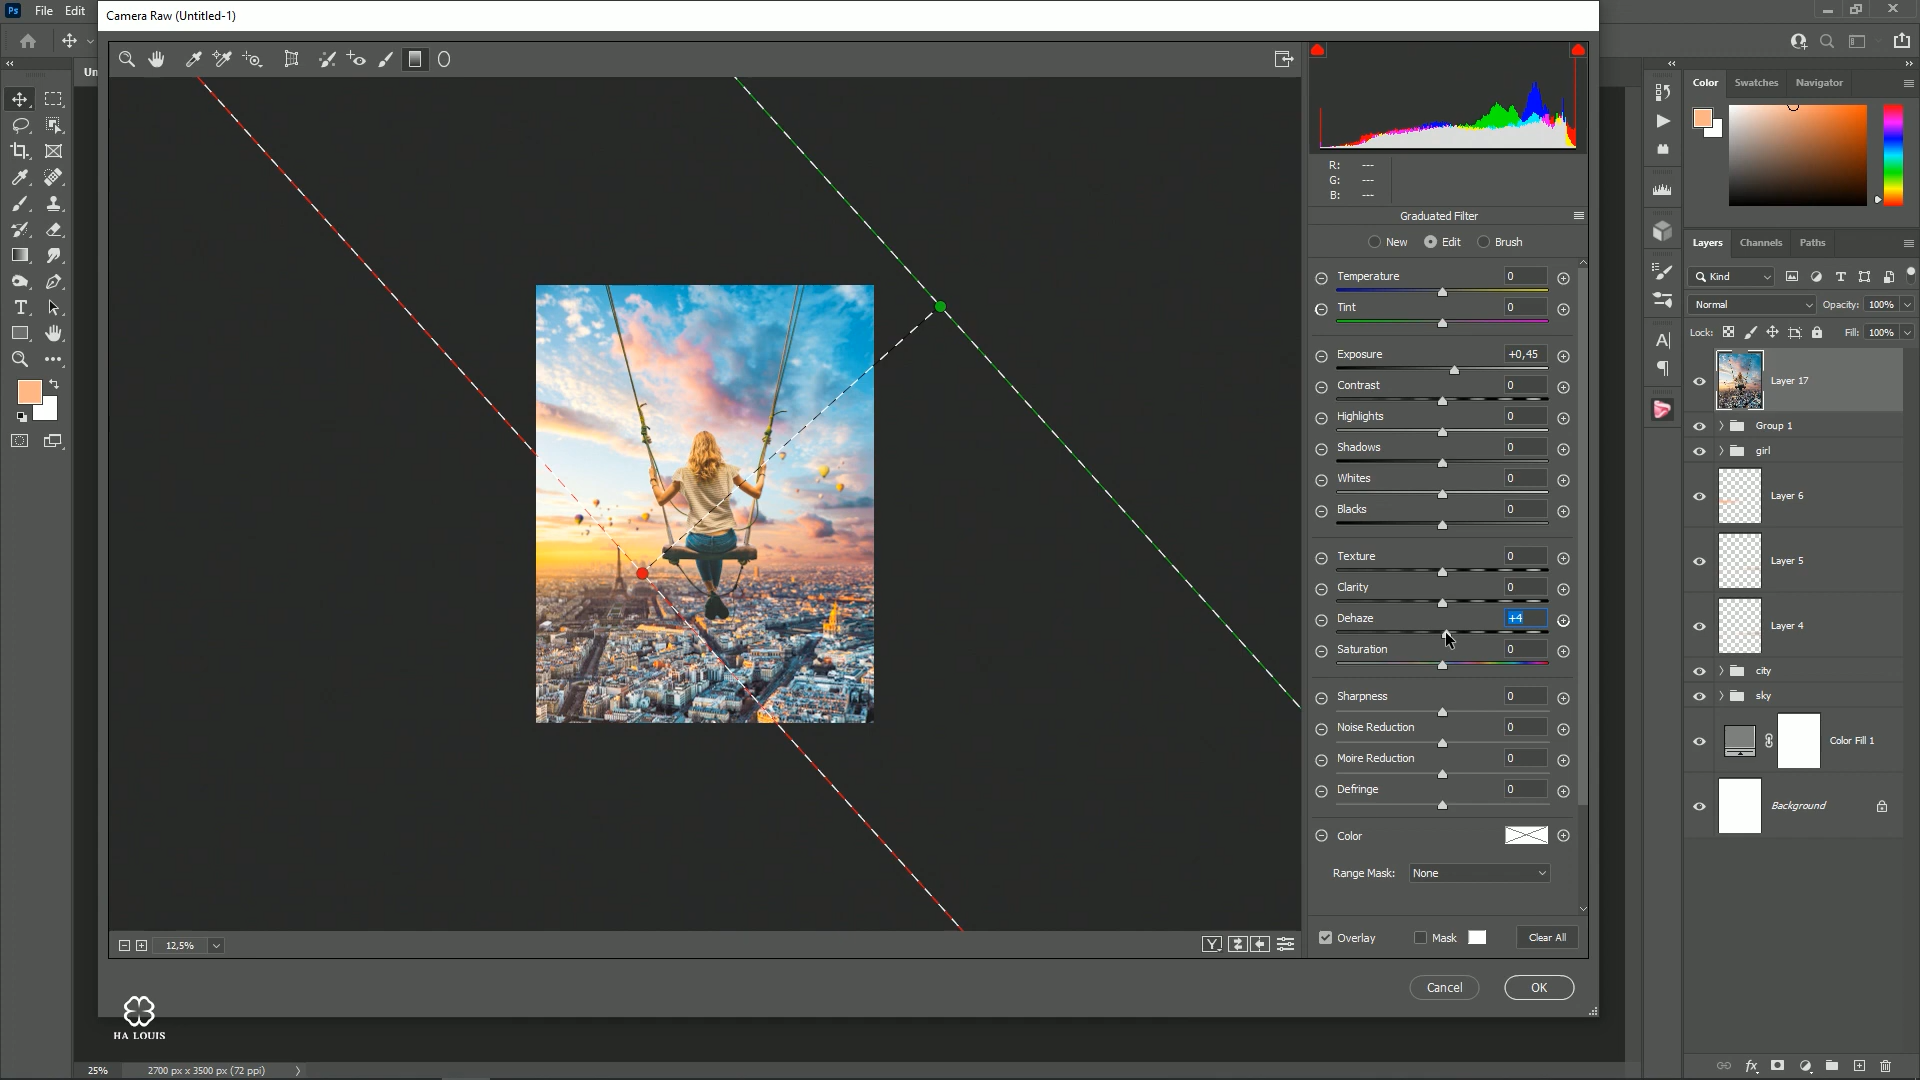 Camera Raw (Untitled-1)
Ps File Edit
Un
R: ---
G: ---
B: ---
Graduated Filter
New Edit Brush
Temperature 0
Tint 0
Exposure +0,45
Contrast 0
Highlights 0
Shadows 0
Whites 0
Blacks 0
Texture 0
Clarity 0
Dehaze +4
Saturation 0
Sharpness 0
Noise Reduction 0
Moire Reduction 0
Defringe 0
Color
Range Mask: None
Overlay Mask Clear All
Cancel OK
12,5%
Y
HA LOUIS
25% 2700 px x 3500 px (72 ppi)
Color Swatches Navigator
Layers Channels Paths
Kind
Normal Opacity: 100%
Lock: Fill: 100%
Layer 17
Group 1
girl
Layer 6
Layer 5
Layer 4
city
sky
Color Fill 1
Background
fx